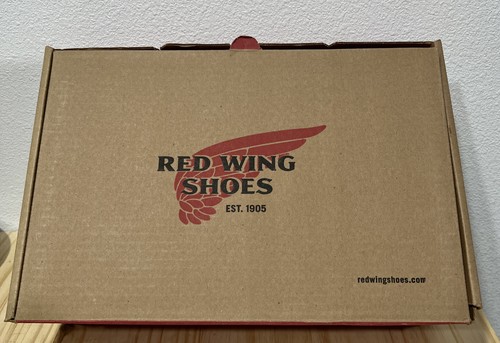 RED WING
SHOES
EST. 1905
redwingshoes.com